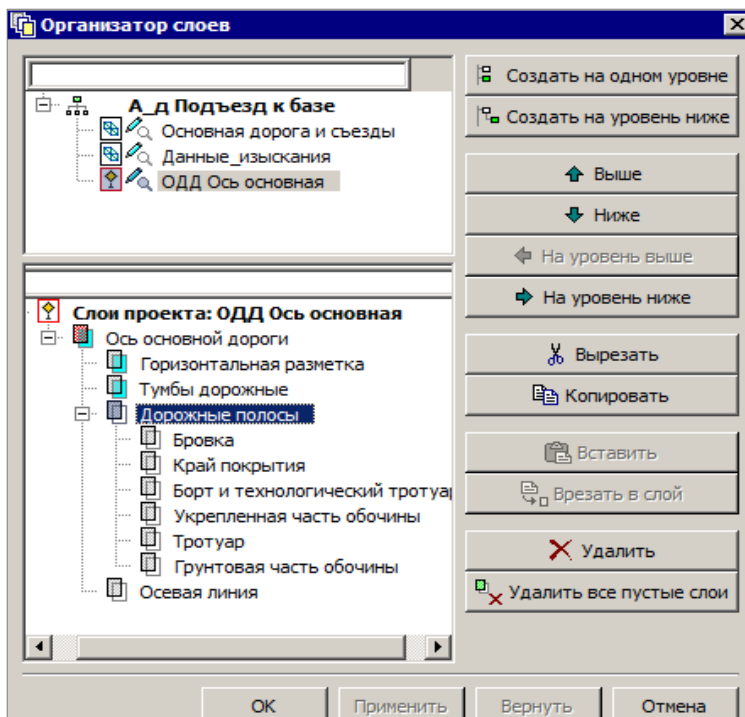 Организатор слоев
А_д Подъезд к базе
Основная дорога и съезды
Данные_изыскания
ОДД Ось основная
Слои проекта: ОДД Ось основная
Ось основной дороги
Горизонтальная разметка
Тумбы дорожные
Дорожные полосы
Бровка
Край покрытия
Борт и технологический тротуа
Укрепленная часть обочины
Тротуар
Грунтовая часть обочины
Осевая линия
Создать на одном уровне
Создать на уровень ниже
Выше
Ниже
На уровень выше
На уровень ниже
Вырезать
Копировать
Вставить
Врезать в слой
Удалить
Удалить все пустые слои
ОК
Применить
Вернуть
Отмена